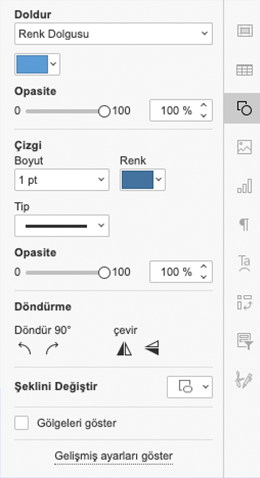 Doldur
Renk Dolgusu
Opasite
0 100 100 %
Çizgi
Boyut Renk
1 pt
Tip
Opasite
0 100 100 %
Döndürme
Döndür 90° çevir
Şeklini Değiştir
Gölgeleri göster
Gelişmiş ayarları göster
Ta